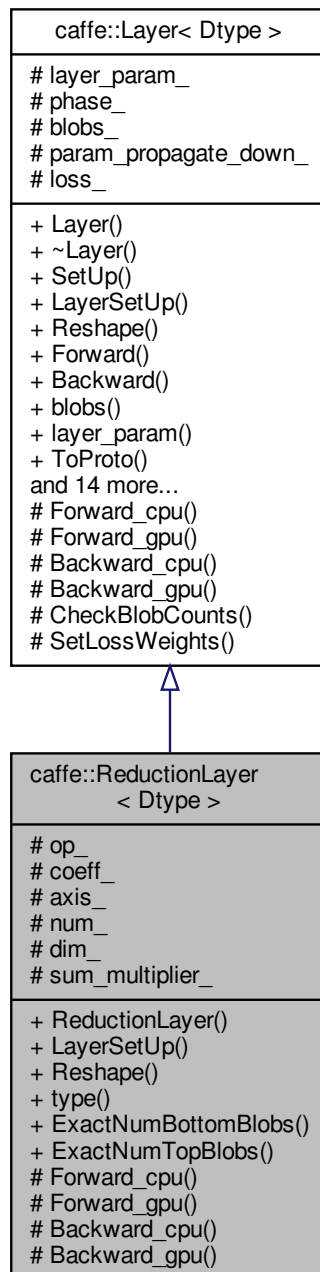 caffe::Layer< Dtype >
# layer_param_
# phase_
# blobs_
# param_propagate_down_
# loss_
+ Layer()
+ ~Layer()
+ SetUp()
+ LayerSetUp()
+ Reshape()
+ Forward()
+ Backward()
+ blobs()
+ layer_param()
+ ToProto()
and 14 more...
# Forward_cpu()
# Forward_gpu()
# Backward_cpu()
# Backward_gpu()
# CheckBlobCounts()
# SetLossWeights()
caffe::ReductionLayer
< Dtype >
# op_
# coeff_
# axis_
# num_
# dim_
# sum_multiplier_
+ ReductionLayer()
+ LayerSetUp()
+ Reshape()
+ type()
+ ExactNumBottomBlobs()
+ ExactNumTopBlobs()
# Forward_cpu()
# Forward_gpu()
# Backward_cpu()
# Backward_gpu()